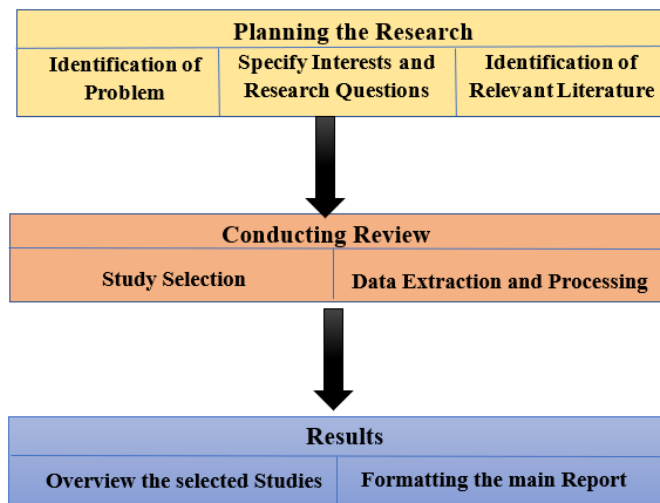 Planning the Research
Identification of
Problem
Specify Interests and
Research Questions
Identification of
Relevant Literature
Conducting Review
Study Selection
Data Extraction and Processing
Results
Overview the selected Studies
Formatting the main Report